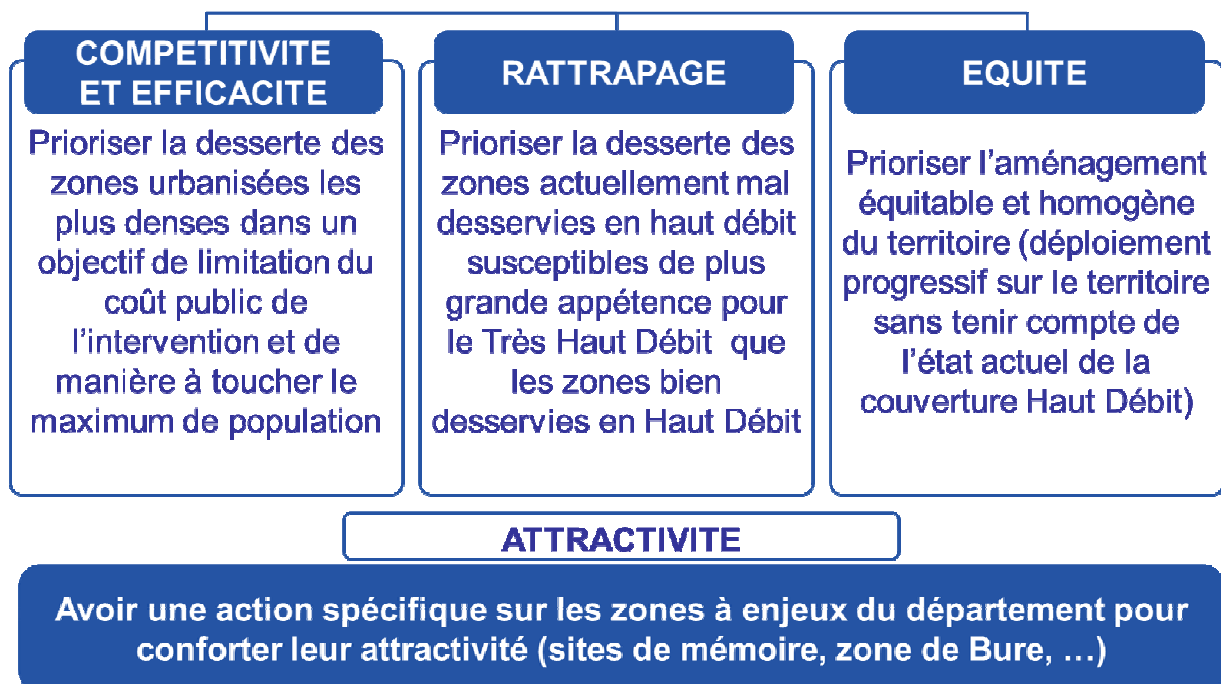 COMPETITIVITE
ET EFFICACITE
Prioriser la desserte des
zones urbanisées les
plus denses dans un
objectif de limitation du
coût public de
l'intervention et de
manière à toucher le
maximum de population
RATTRAPAGE
Prioriser la desserte des
zones actuellement mal
desservies en haut débit
susceptibles de plus
grande appétence pour
le Très Haut Débit que
les zones bien
desservies en Haut Débit
EQUITE
Prioriser l'aménagement
équitable et homogène
du territoire (déploiement
progressif sur le territoire
sans tenir compte de
l'état actuel de la
couverture Haut Débit)
ATTRACTIVITE
Avoir une action spécifique sur les zones à enjeux du département pour
conforter leur attractivité (sites de mémoire, zone de Bure, ...)